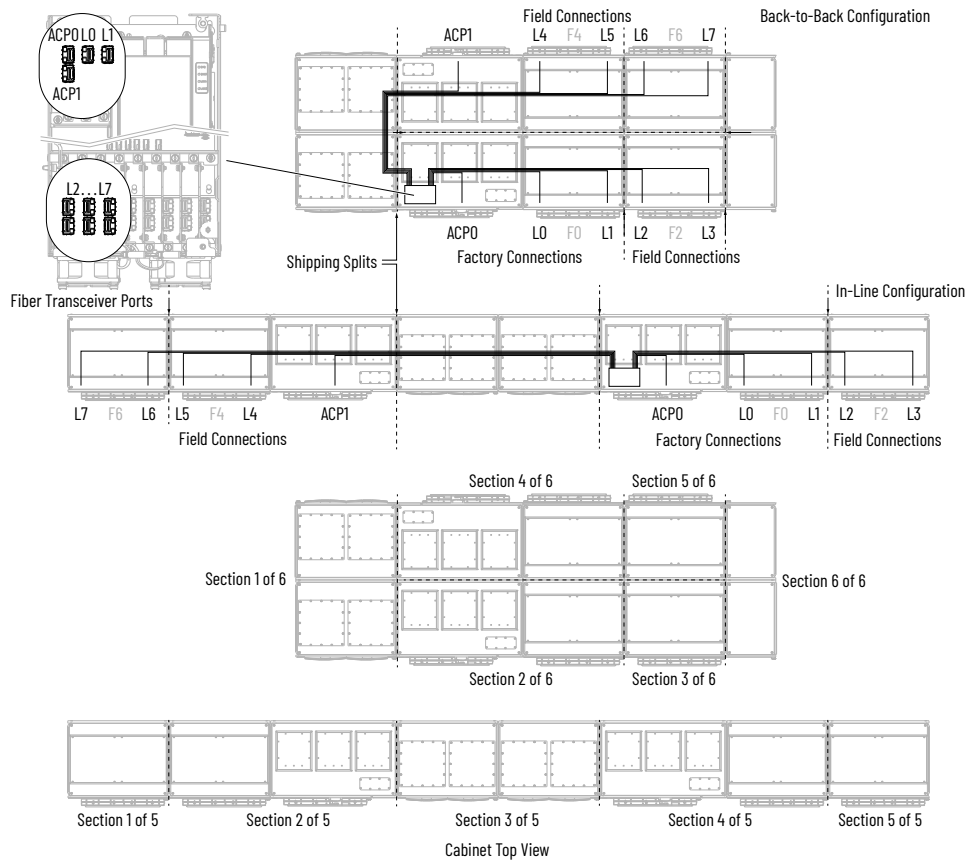 ACP0 L0 L1
ACP1
L2...L7
Fiber Transceiver Ports
Field Connections
Back-to-Back Configuration
ACP1 L4 F4 L5 L6 F6 L7
ACP0 L0 F0 L1 L2 F2 L3
Factory Connections Field Connections
Shipping Splits
In-Line Configuration
L7 F6 L6 L5 F4 L4 ACP1 ACP0 L0 F0 L1 L2 F2 L3
Field Connections Factory Connections Field Connections
Section 4 of 6 Section 5 of 6
Section 1 of 6 Section 6 of 6
Section 2 of 6 Section 3 of 6
Section 1 of 5 Section 2 of 5 Section 3 of 5 Section 4 of 5 Section 5 of 5
Cabinet Top View